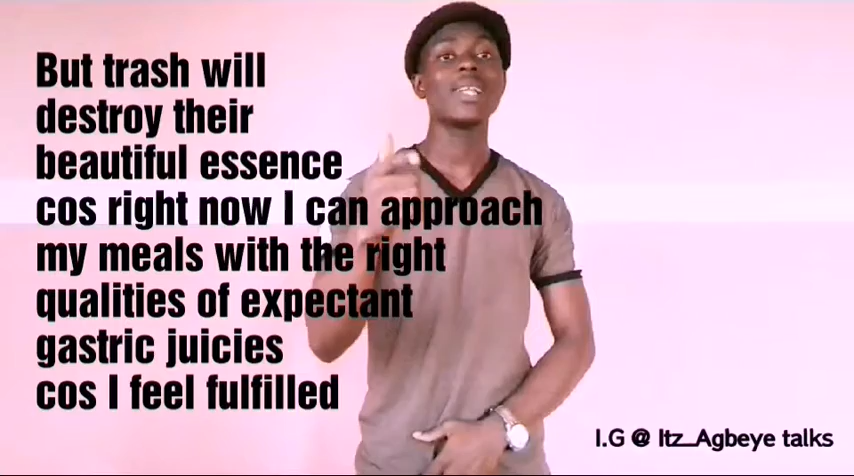 But trash will
destroy their
beautiful essence
cos right now I can approach
my meals with the right
qualities of expectant
gastric juicies
cos I feel fulfilled
I.G @ Itz_Agbeye talks